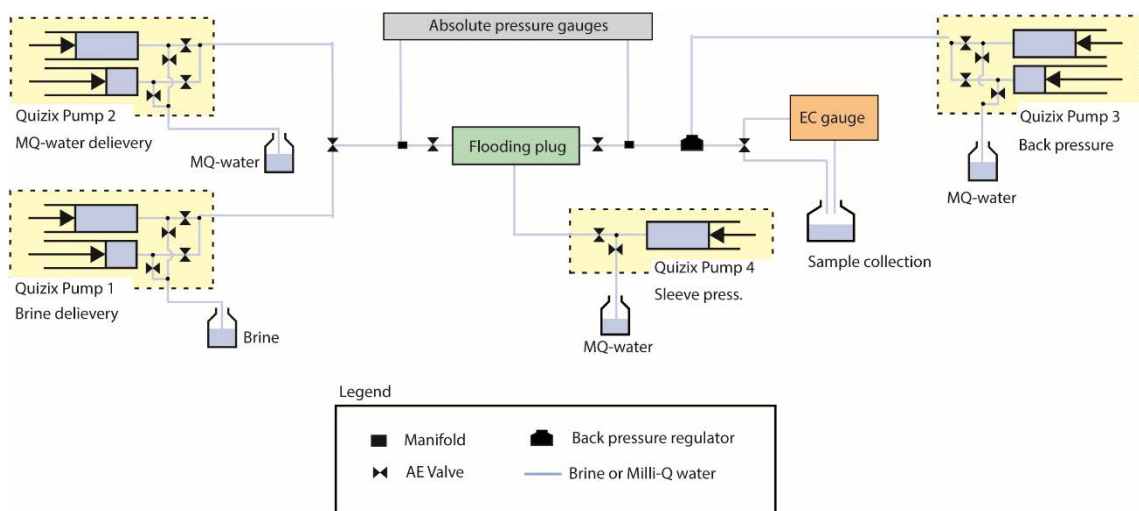 Absolute pressure gauges
Quizix Pump 2
MQ-water delievery
MQ-water
Flooding plug
EC gauge
Quizix Pump 3
Back pressure
MQ-water
Quizix Pump 1
Brine delievery
Brine
Quizix Pump 4
Sleeve press.
MQ-water
Sample collection
Legend
Manifold
Back pressure regulator
AE Valve
Brine or Milli-Q water